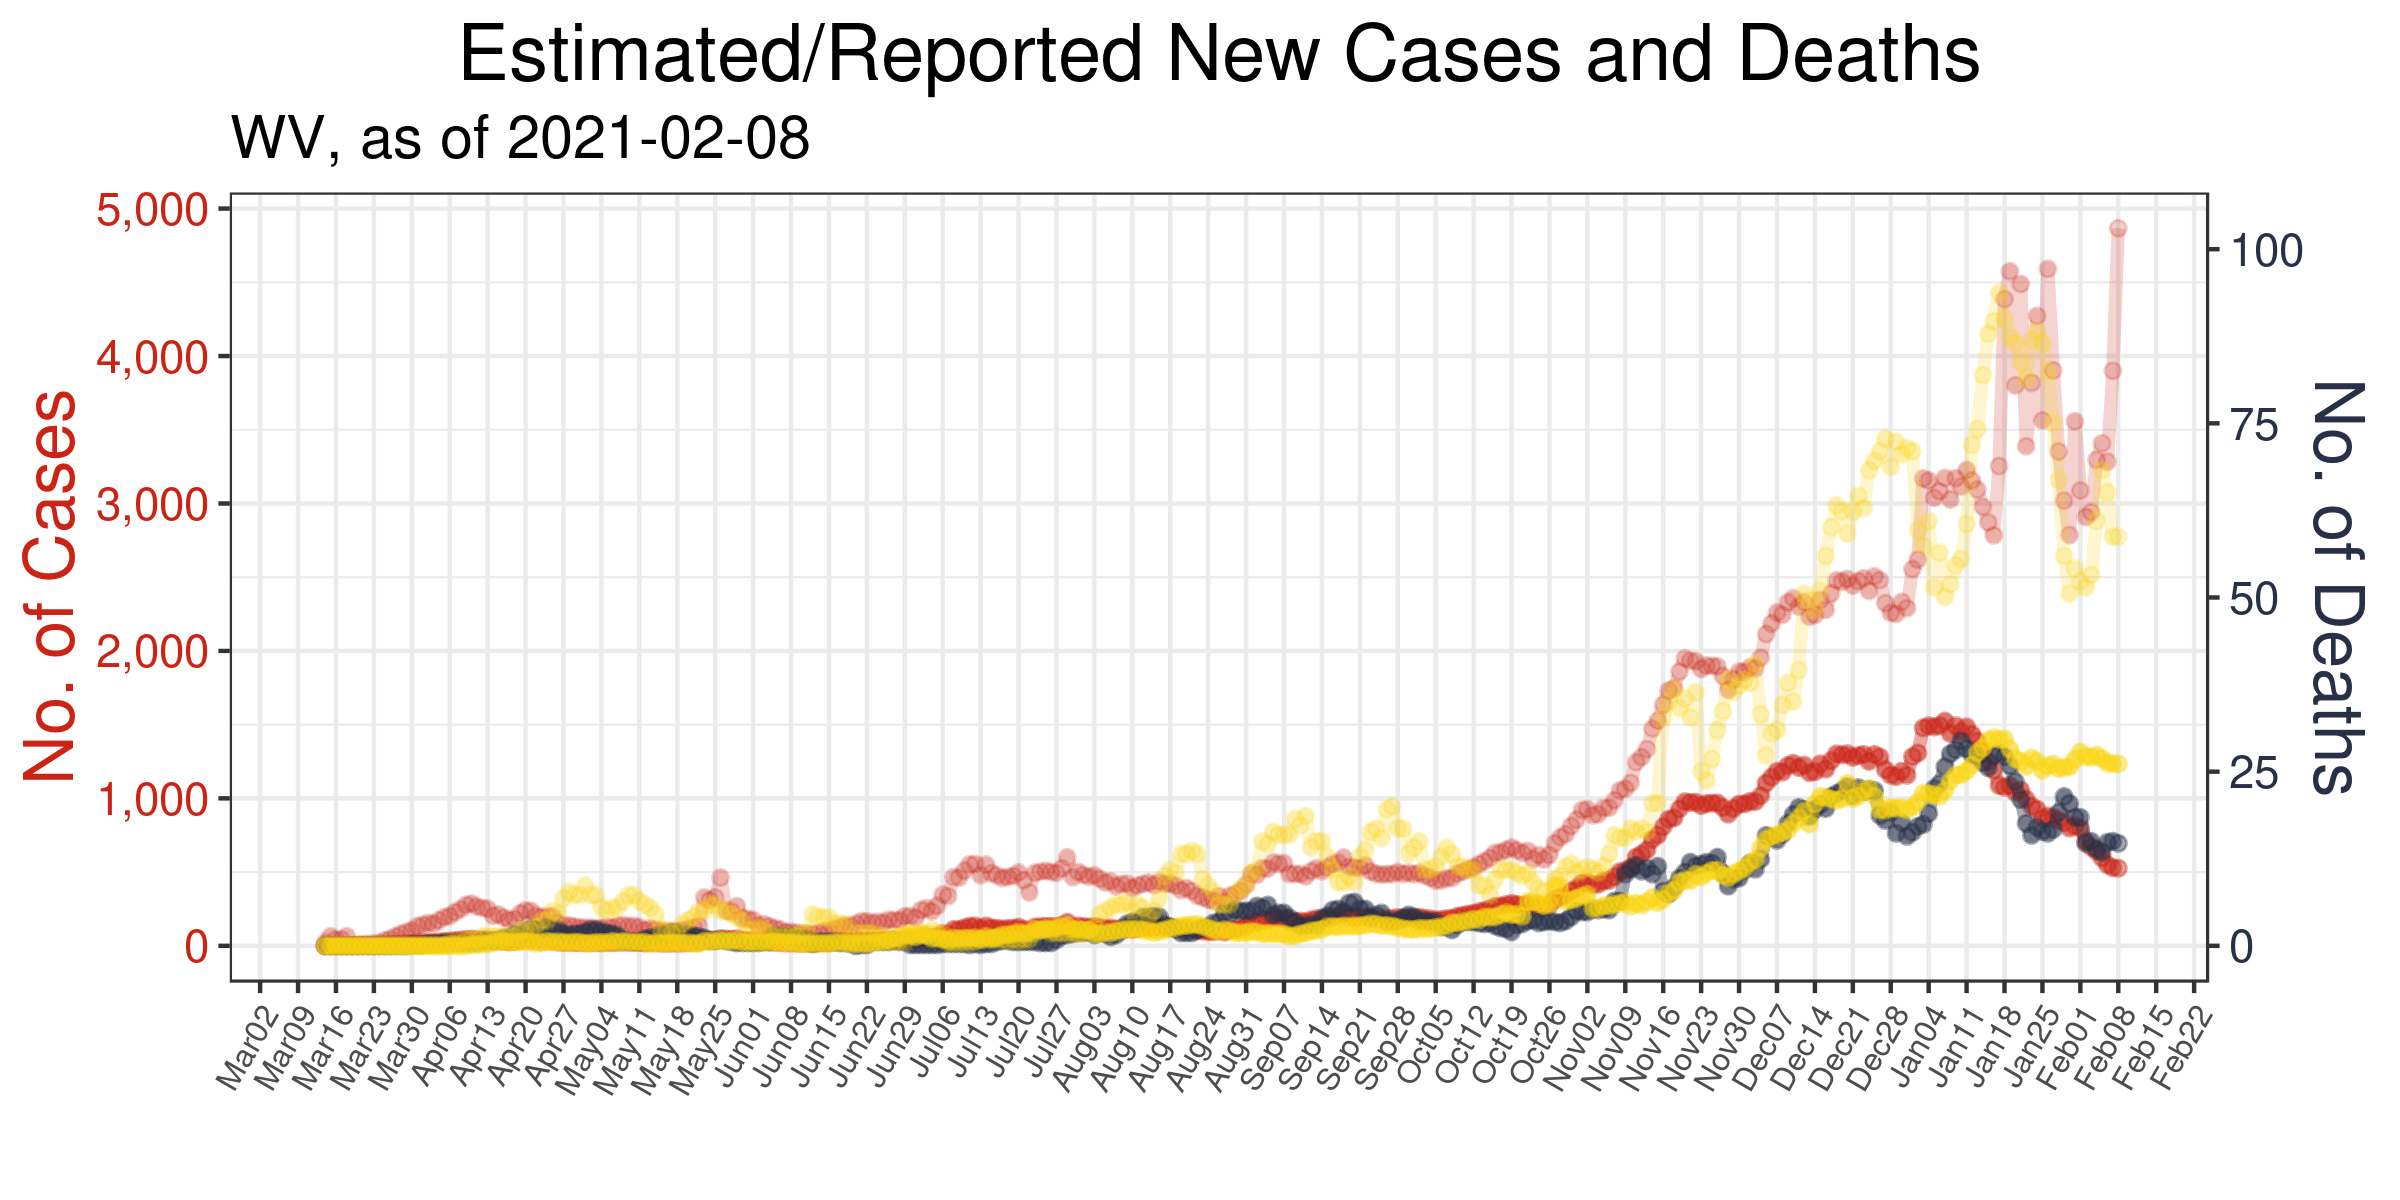 Estimated/Reported New Cases and Deaths
WV, as of 2021-02-08
No. of Cases
5,000
4,000
3,000
2,000
1,000
0
No. of Deaths
100
75
50
25
0
Mar02
Mar09
Mar16
Mar23
Mar30
Apr06
Apr13
Apr20
Apr27
May04
May11
May18
May25
Jun01
Jun08
Jun15
Jun22
Jun29
Jul06
Jul13
Jul20
Jul27
Aug03
Aug10
Aug17
Aug24
Aug31
Sep07
Sep14
Sep21
Sep28
Oct05
Oct12
Oct19
Oct26
Nov02
Nov09
Nov16
Nov23
Nov30
Dec07
Dec14
Dec21
Dec28
Jan04
Jan11
Jan18
Jan25
Feb01
Feb08
Feb15
Feb22